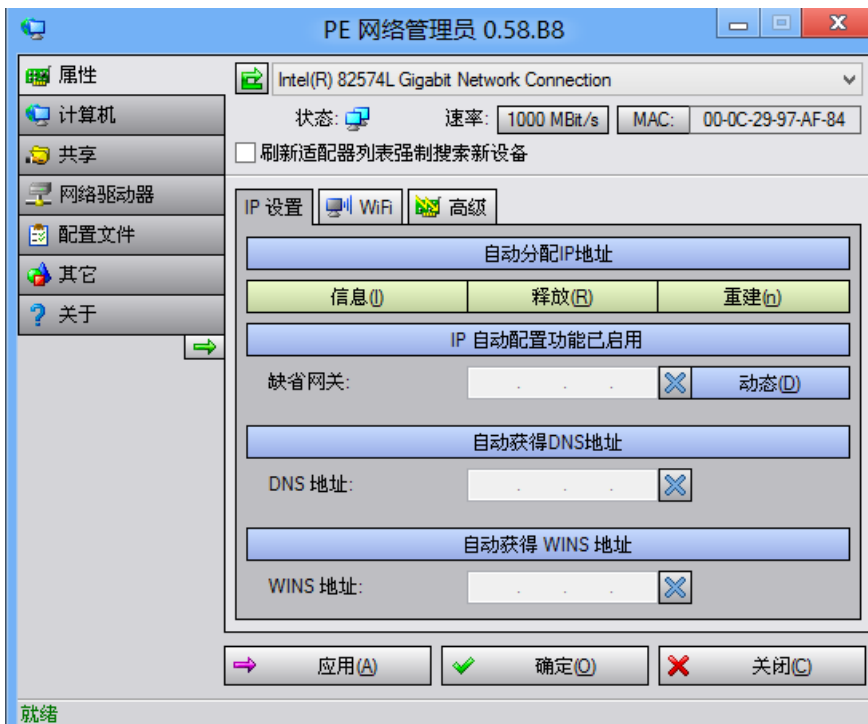 PE 网络管理员 0.58.B8
属性
计算机
共享
网络驱动器
配置文件
其它
关于
Intel(R) 82574L Gigabit Network Connection
状态: 速率: 1000 MBit/s MAC: 00-0C-29-97-AF-84
刷新适配器列表强制搜索新设备
IP 设置 WiFi 高级
自动分配IP地址
信息(I) 释放(R) 重建(n)
IP 自动配置功能已启用
缺省网关: . . . 动态(D)
自动获得DNS地址
DNS 地址: . . .
自动获得 WINS 地址
WINS 地址: . . .
应用(A) 确定(O) 关闭(C)
就绪